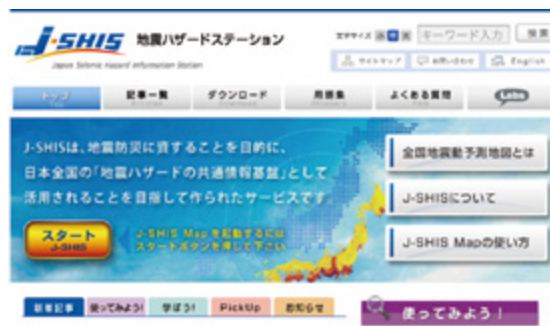 J-SHIS 地震ハザードステーション
Japan Seismic Hazard Information Station
文字サイズ 小 中 大 キーワード入力 検索
サイトマップ お問い合わせ English
トップ 記事一覧 ダウンロード 用語集 よくある質問 Labs
J-SHISは、地震防災に資することを目的に、
日本全国の「地震ハザードの共通情報基盤」として
活用されることを目指して作られたサービスです
スタート
J-SHIS
J-SHIS Map を起動するには
スタートボタンを押して下さい
全国地震動予測地図とは
J-SHISについて
J-SHIS Mapの使い方
新着記事 使ってみよう! 学ぼう! PickUp お知らせ
使ってみよう!